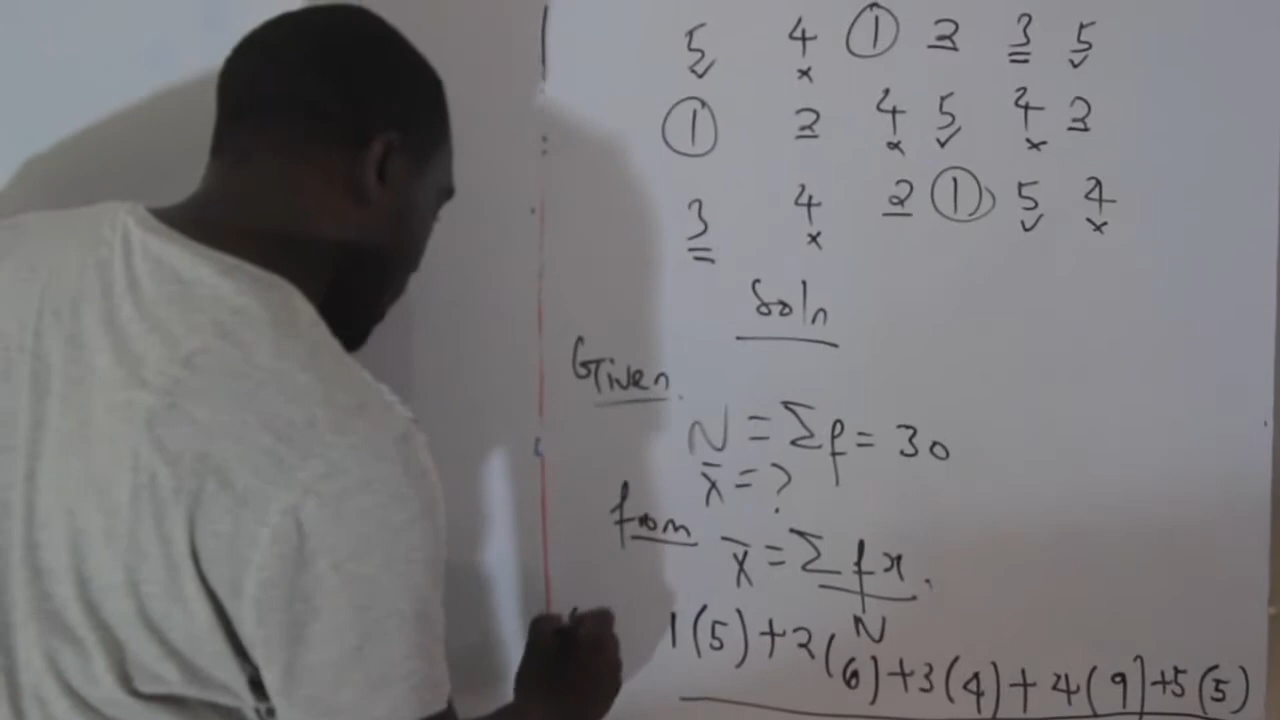 5 4 1 2 3 5
1 2 4 5 4 2
3 4 2 1 5 4
Soln
Given
N = Σf = 30
x̄ = ?
from x̄ = Σfx
N
1(5)+2(6)+3(4)+4(9)+5(5)